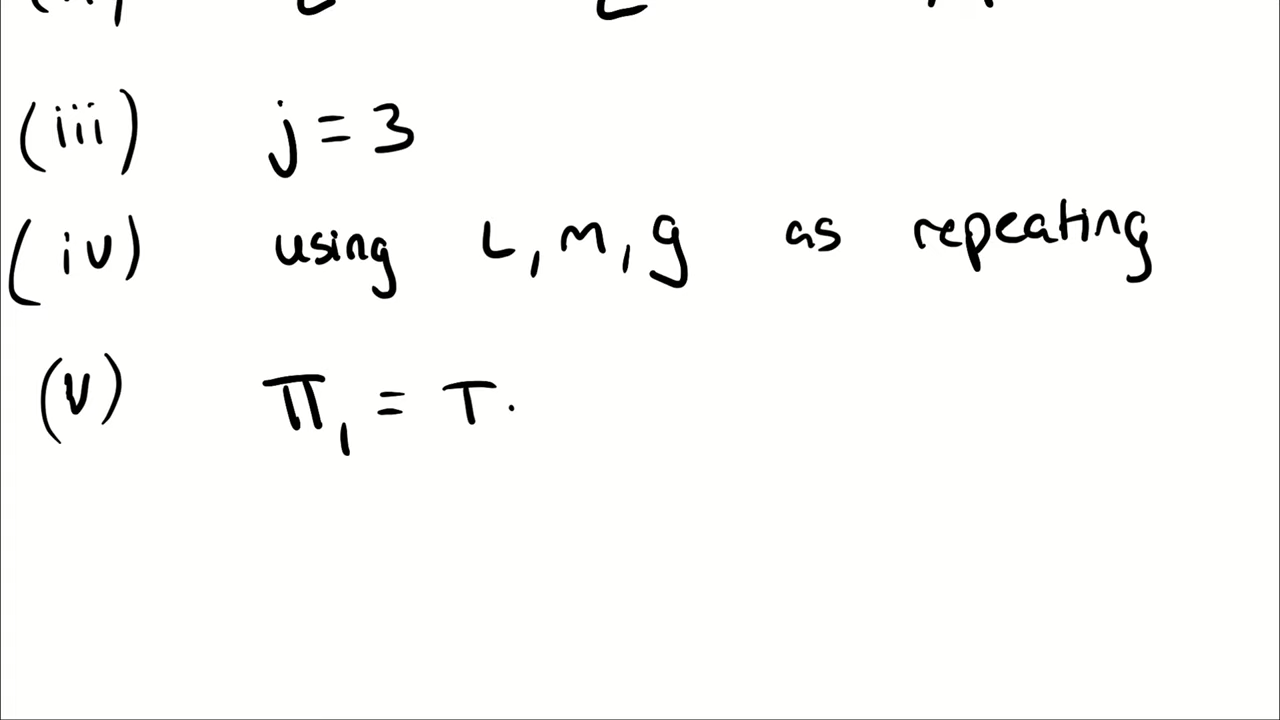 (iii) j = 3
(iv) using L, m, g as repeating
(v) π₁ = T.